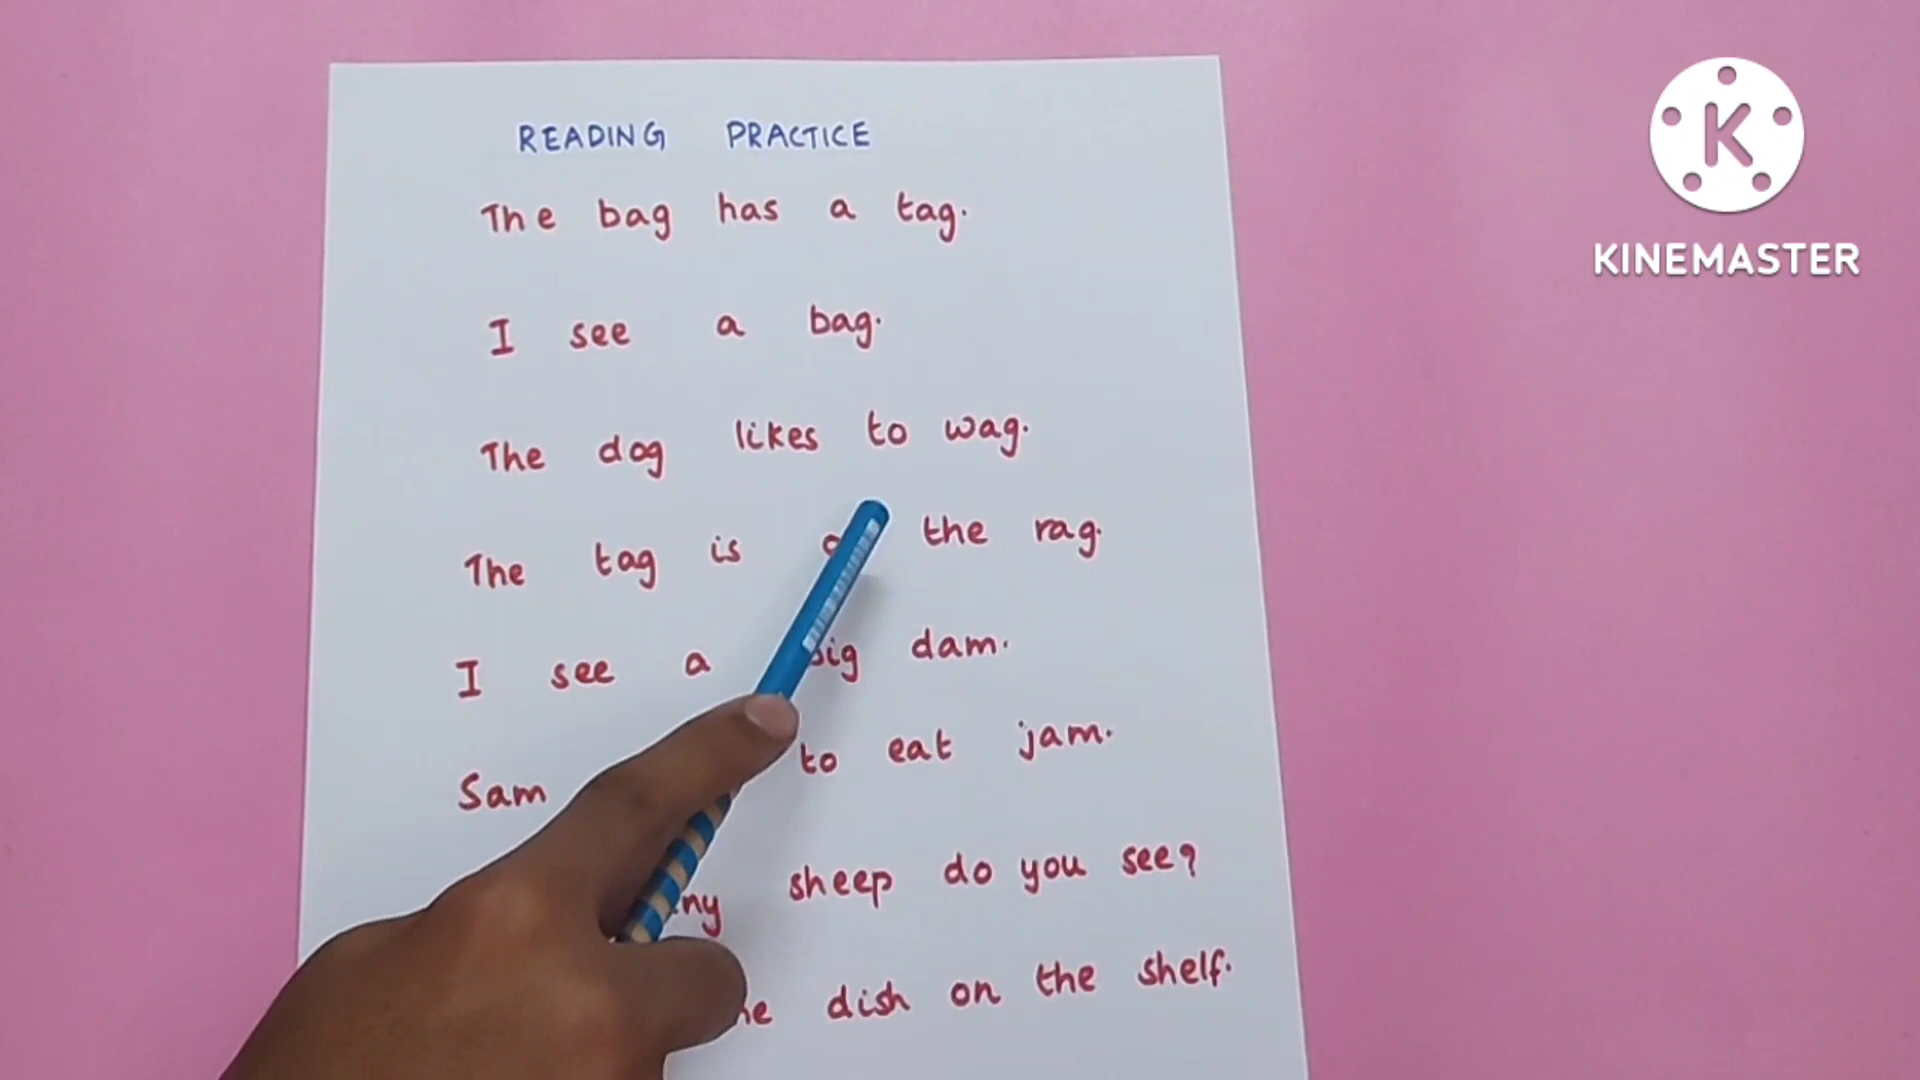 READING PRACTICE
The bag has a tag.
I see a bag.
The dog likes to wag.
The tag is the rag.
I see a big dam.
Sam to eat jam.
sheep do you see?
dish on the shelf.
K
KINEMASTER